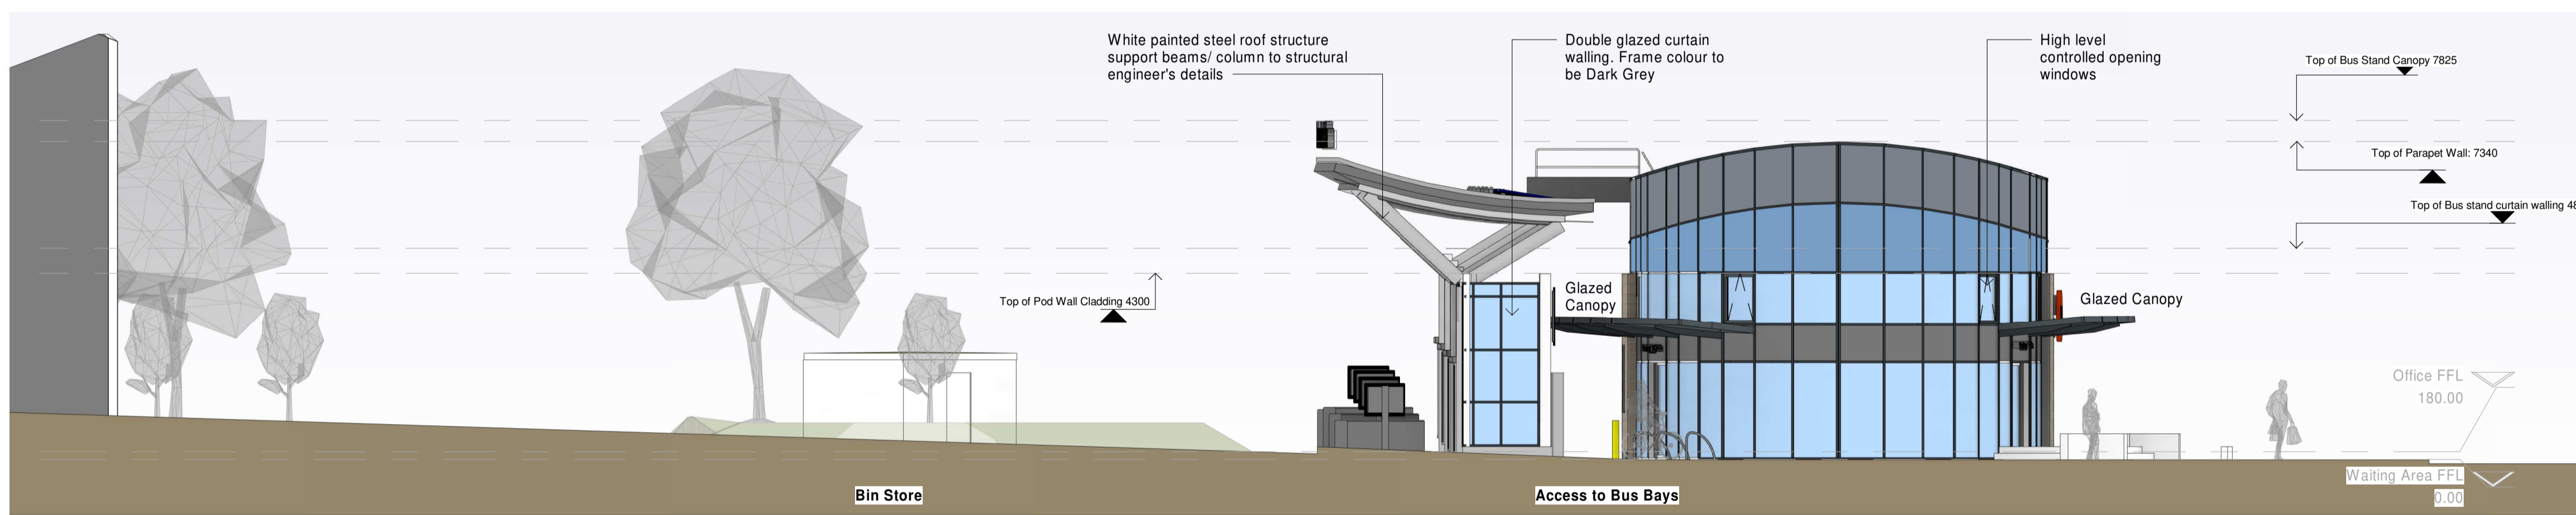 White painted steel roof structure
support beams/ column to structural
engineer's details
Double glazed curtain
walling. Frame colour to
be Dark Grey
High level
controlled opening
windows
Top of Bus Stand Canopy 7825
Top of Parapet Wall: 7340
Top of Bus stand curtain walling 48
Top of Pod Wall Cladding 4300
Glazed
Canopy
Glazed Canopy
Office FFL
180.00
Waiting Area FFL
0.00
Bin Store
Access to Bus Bays